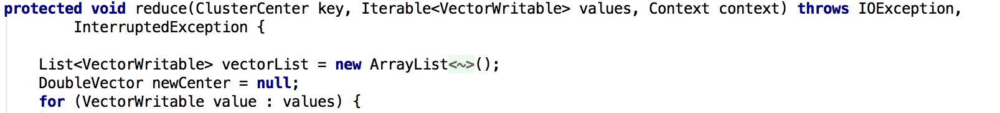 protected void reduce(ClusterCenter key, Iterable<VectorWritable> values, Context context) throws IOException,
InterruptedException {
List<VectorWritable> vectorList = new ArrayList<~>();
DoubleVector newCenter = null;
for (VectorWritable value : values) {